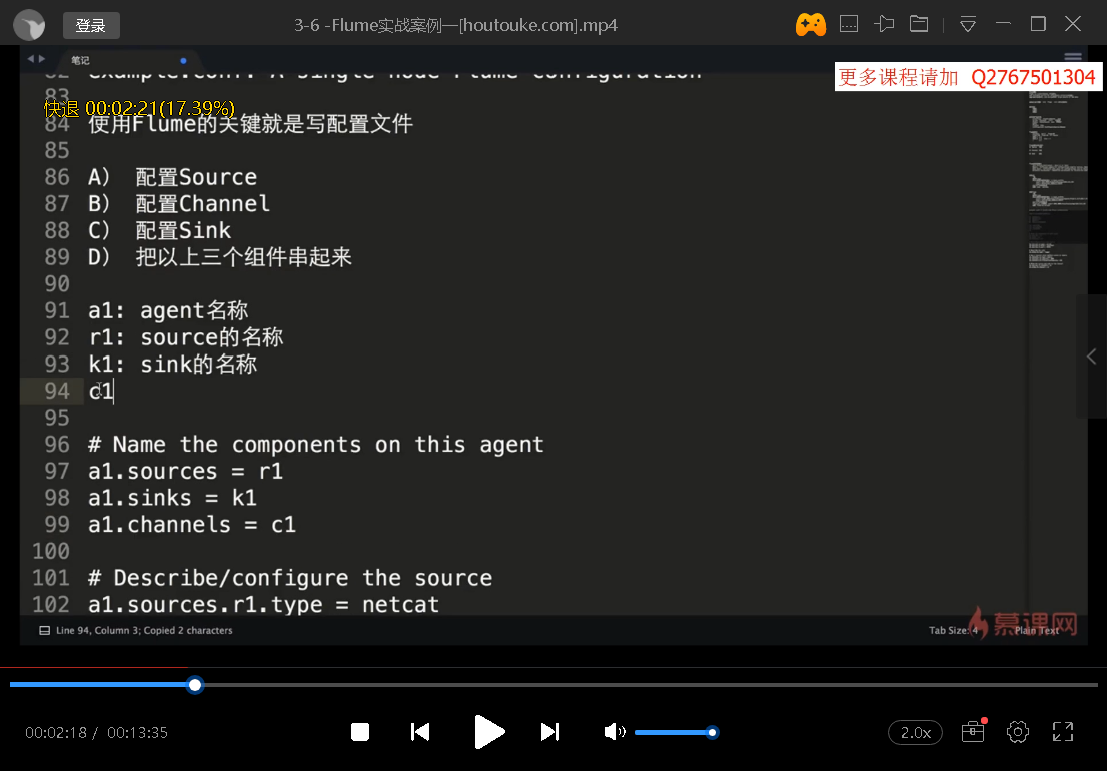 登录
3-6 -Flume实战案例一[houtouke.com].mp4
笔记
更多课程请加 Q2767501304
82 example.conf: A single-node Flume configuration
83
快退 00:02:21(17.39%)
84 使用Flume的关键就是写配置文件
85
86 A) 配置Source
87 B) 配置Channel
88 C) 配置Sink
89 D) 把以上三个组件串起来
90
91 a1: agent名称
92 r1: source的名称
93 k1: sink的名称
94 c1
95
96 # Name the components on this agent
97 a1.sources = r1
98 a1.sinks = k1
99 a1.channels = c1
100
101 # Describe/configure the source
102 a1.sources.r1.type = netcat
Line 94, Column 3; Copied 2 characters
Tab Size: 4
Plain Text
慕课网
00:02:18 / 00:13:35
2.0x